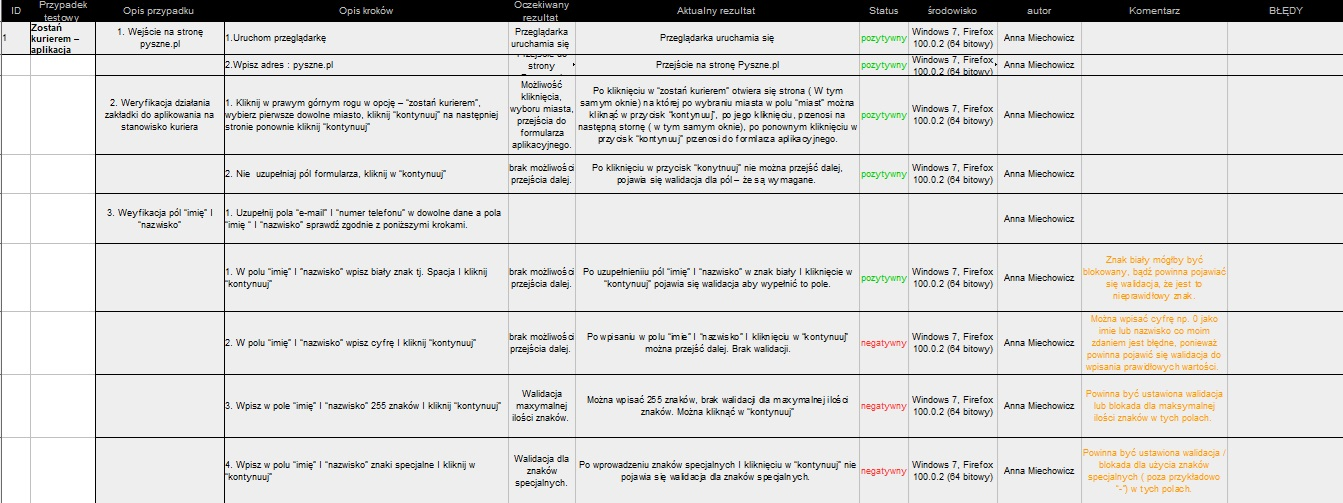 ID Przypadek testowy Opis przypadku Opis kroków Oczekiwany rezultat Aktualny rezultat Status środowisko autor Komentarz BŁĘDY
1
Zostań
kurierem –
aplikacja
1. Wejście na stronę
pyszne.pl
1.Uruchom przeglądarkę
Przeglądarka
uruchamia się
Przeglądarka uruchamia się
pozytywny
Windows 7, Firefox
100.0.2 (64 bitowy)
Anna Miechowicz
2.Wpisz adres : pyszne.pl
Przejście do
strony
Przejście na stronę Pyszne.pl
pozytywny
Windows 7, Firefox
100.0.2 (64 bitowy)
Anna Miechowicz
2. Weryfikacja działania
zakładki do aplikowania na
stanowisko kuriera
1. Kliknij w prawym górnym rogu w opcję – “zostań kurierem”,
wybierz pierwsze dowolne miasto, kliknij “kontynuuj” na następniej
stronie ponownie kliknij “kontynuuj”
Możliwość
kliknięcia,
wyboru miasta,
przejścia do
formularza
aplikacyjnego.
Po kliknięciu w “zostań kurierem” otwiera się strona ( W tym
samym oknie) na której po wybraniu miasta w polu “miast” można
kliknąć w przycisk “kontynuuj”, po jego kliknięciu, przenosi na
następną stornę ( w tym samym oknie), po ponownym kliknięciu w
przycisk “kontynuuj” przenosi do formlarza aplikacyjnego.
pozytywny
Windows 7, Firefox
100.0.2 (64 bitowy)
Anna Miechowicz
2. Nie uzupełniaj pól formularza, kliknij w “kontynuuj”
brak możliwości
przejścia dalej.
Po kliknięciu w przycisk “konytnuuj” nie można przejść dalej,
pojawia się walidacja dla pól – że są wymagane.
pozytywny
Windows 7, Firefox
100.0.2 (64 bitowy)
Anna Miechowicz
3. Weyfikacja pól “imię” I
“nazwisko”
1. Uzupełnij pola “e-mail” I “numer telefonu” w dowolne dane a pola
“imię “ I “nazwisko” sprawdź zgodnie z poniższymi krokami.
Anna Miechowicz
1. W polu “imię” I “nazwisko” wpisz biały znak tj. Spacja I kliknij
“kontynuuj”
brak możliwości
przejścia dalej.
Po uzupełnieniiu pól “imię” I “nazwisko” w znak biały I kliknięcie w
“kontynuuj” pojawia się walidacja aby wypełnić to pole.
pozytywny
Windows 7, Firefox
100.0.2 (64 bitowy)
Anna Miechowicz
Znak biały mógłby być
blokowany, bądź powinna pojawiać
się walidacja, że jest to
nieprawidłowy znak.
2. W polu “imię” I “nazwisko” wpisz cyfrę I kliknij “kontynuuj”
brak możliwości
przejścia dalej.
Po wpisaniu w polu “imie” I “nazwisko” I kliknięciu w “kontynuuj”
można przejść dalej. Brak walidacji.
negatywny
Windows 7, Firefox
100.0.2 (64 bitowy)
Anna Miechowicz
Można wpisać cyfrę np. 0 jako
imie lub nazwisko co moim
zdaniem jest błędne, ponieważ
powinna pojawić się walidacja do
wpisania prawidłowych wartości.
3. Wpisz w pole “imię” I “nazwisko” 255 znaków I kliknij “kontynuuj”
Walidacja
maxymalnej
ilości znaków.
Można wpisać 255 znaków, brak walidacji dla maxymalnej ilości
znaków. Można kliknąć w “kontynuuj”
negatywny
Windows 7, Firefox
100.0.2 (64 bitowy)
Anna Miechowicz
Powinna być ustawiona walidacja
lub blokada dla maksymalnej
ilości znaków w tych polach.
4. Wpisz w polu “imię” I “nazwisko” znaki specjalne I kliknij w
“kontynuuj”
Walidacja dla
znaków
specjalnych.
Po wprowadzeniu znaków specjalnych I kliknięciu w “kontynuuj” nie
pojawia się walidacja dla znaków specjalnych.
negatywny
Windows 7, Firefox
100.0.2 (64 bitowy)
Anna Miechowicz
Powinna być ustawiona walidacja /
blokada dla użycia znaków
specjalnych ( poza przykładowo
“-”) w tych polach.